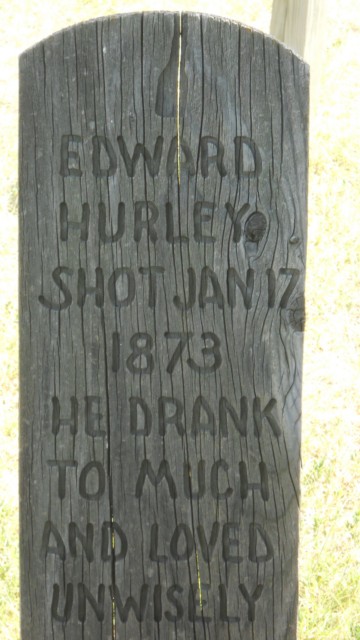 EDWARD
HURLEY
SHOT JAN 17
1873
HE DRANK
TO MUCH
AND LOVED
UNWISELY